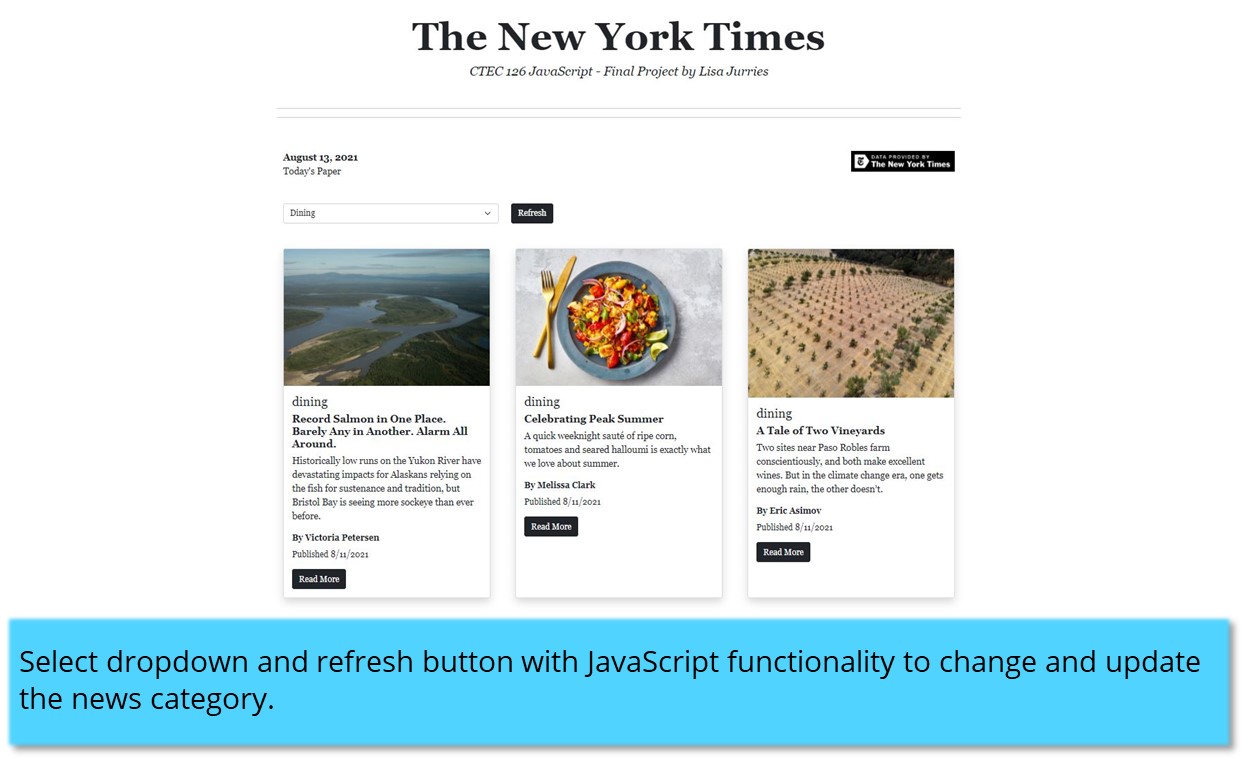 The New York Times
CTEC 126 JavaScript - Final Project by Lisa Jurries
August 13, 2021
Today's Paper
DATA PROVIDED BY
The New York Times
Dining
Refresh
dining
Record Salmon in One Place.
Barely Any in Another. Alarm All
Around.
Historically low runs on the Yukon River have
devastating impacts for Alaskans relying on
the fish for sustenance and tradition, but
Bristol Bay is seeing more sockeye than ever
before.
By Victoria Petersen
Published 8/11/2021
Read More
dining
Celebrating Peak Summer
A quick weeknight sauté of ripe corn,
tomatoes and seared halloumi is exactly what
we love about summer.
By Melissa Clark
Published 8/11/2021
Read More
dining
A Tale of Two Vineyards
Two sites near Paso Robles farm
conscientiously, and both make excellent
wines. But in the climate change era, one gets
enough rain, the other doesn't.
By Eric Asimov
Published 8/11/2021
Read More
Select dropdown and refresh button with JavaScript functionality to change and update
the news category.